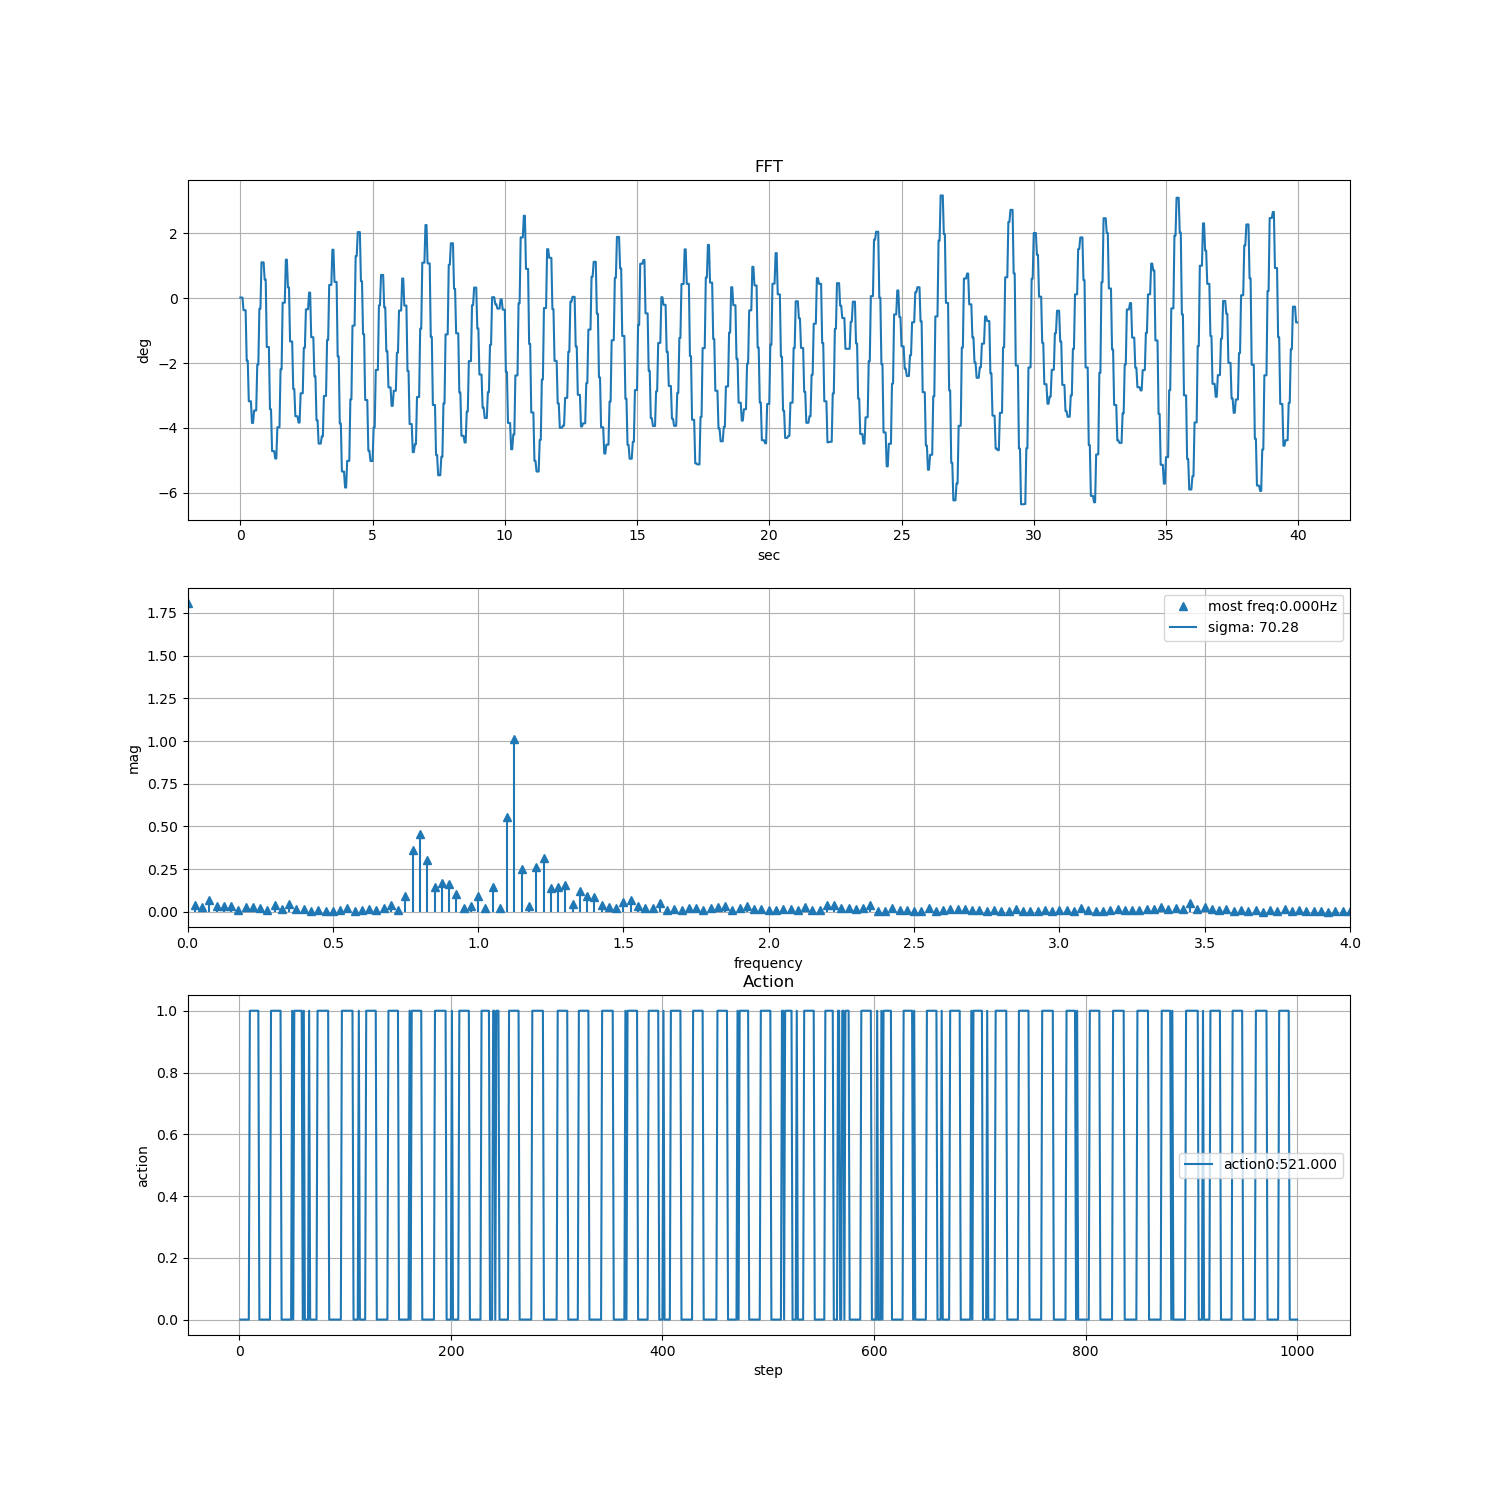 FFT
2
0
−2
−4
−6
deg
0 5 10 15 20 25 30 35 40
sec
most freq:0.000Hz
sigma: 70.28
1.75
1.50
1.25
1.00
0.75
0.50
0.25
0.00
mag
0.0 0.5 1.0 1.5 2.0 2.5 3.0 3.5 4.0
frequency
Action
1.0
0.8
0.6
0.4
0.2
0.0
action
action0:521.000
0 200 400 600 800 1000
step